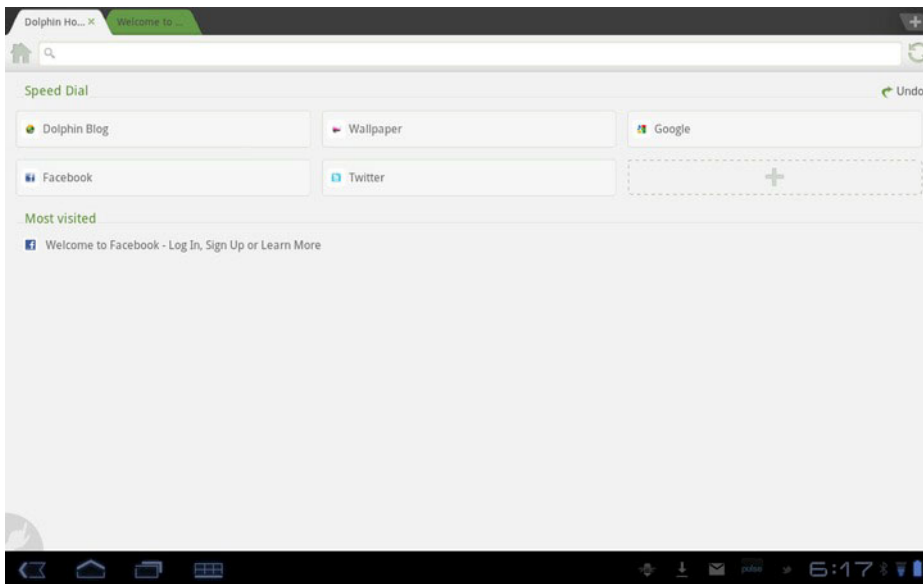 Dolphin Ho... × Welcome to ...
Speed Dial Undo
Dolphin Blog Wallpaper Google
Facebook Twitter
Most visited
Welcome to Facebook - Log In, Sign Up or Learn More
pulse 6:17